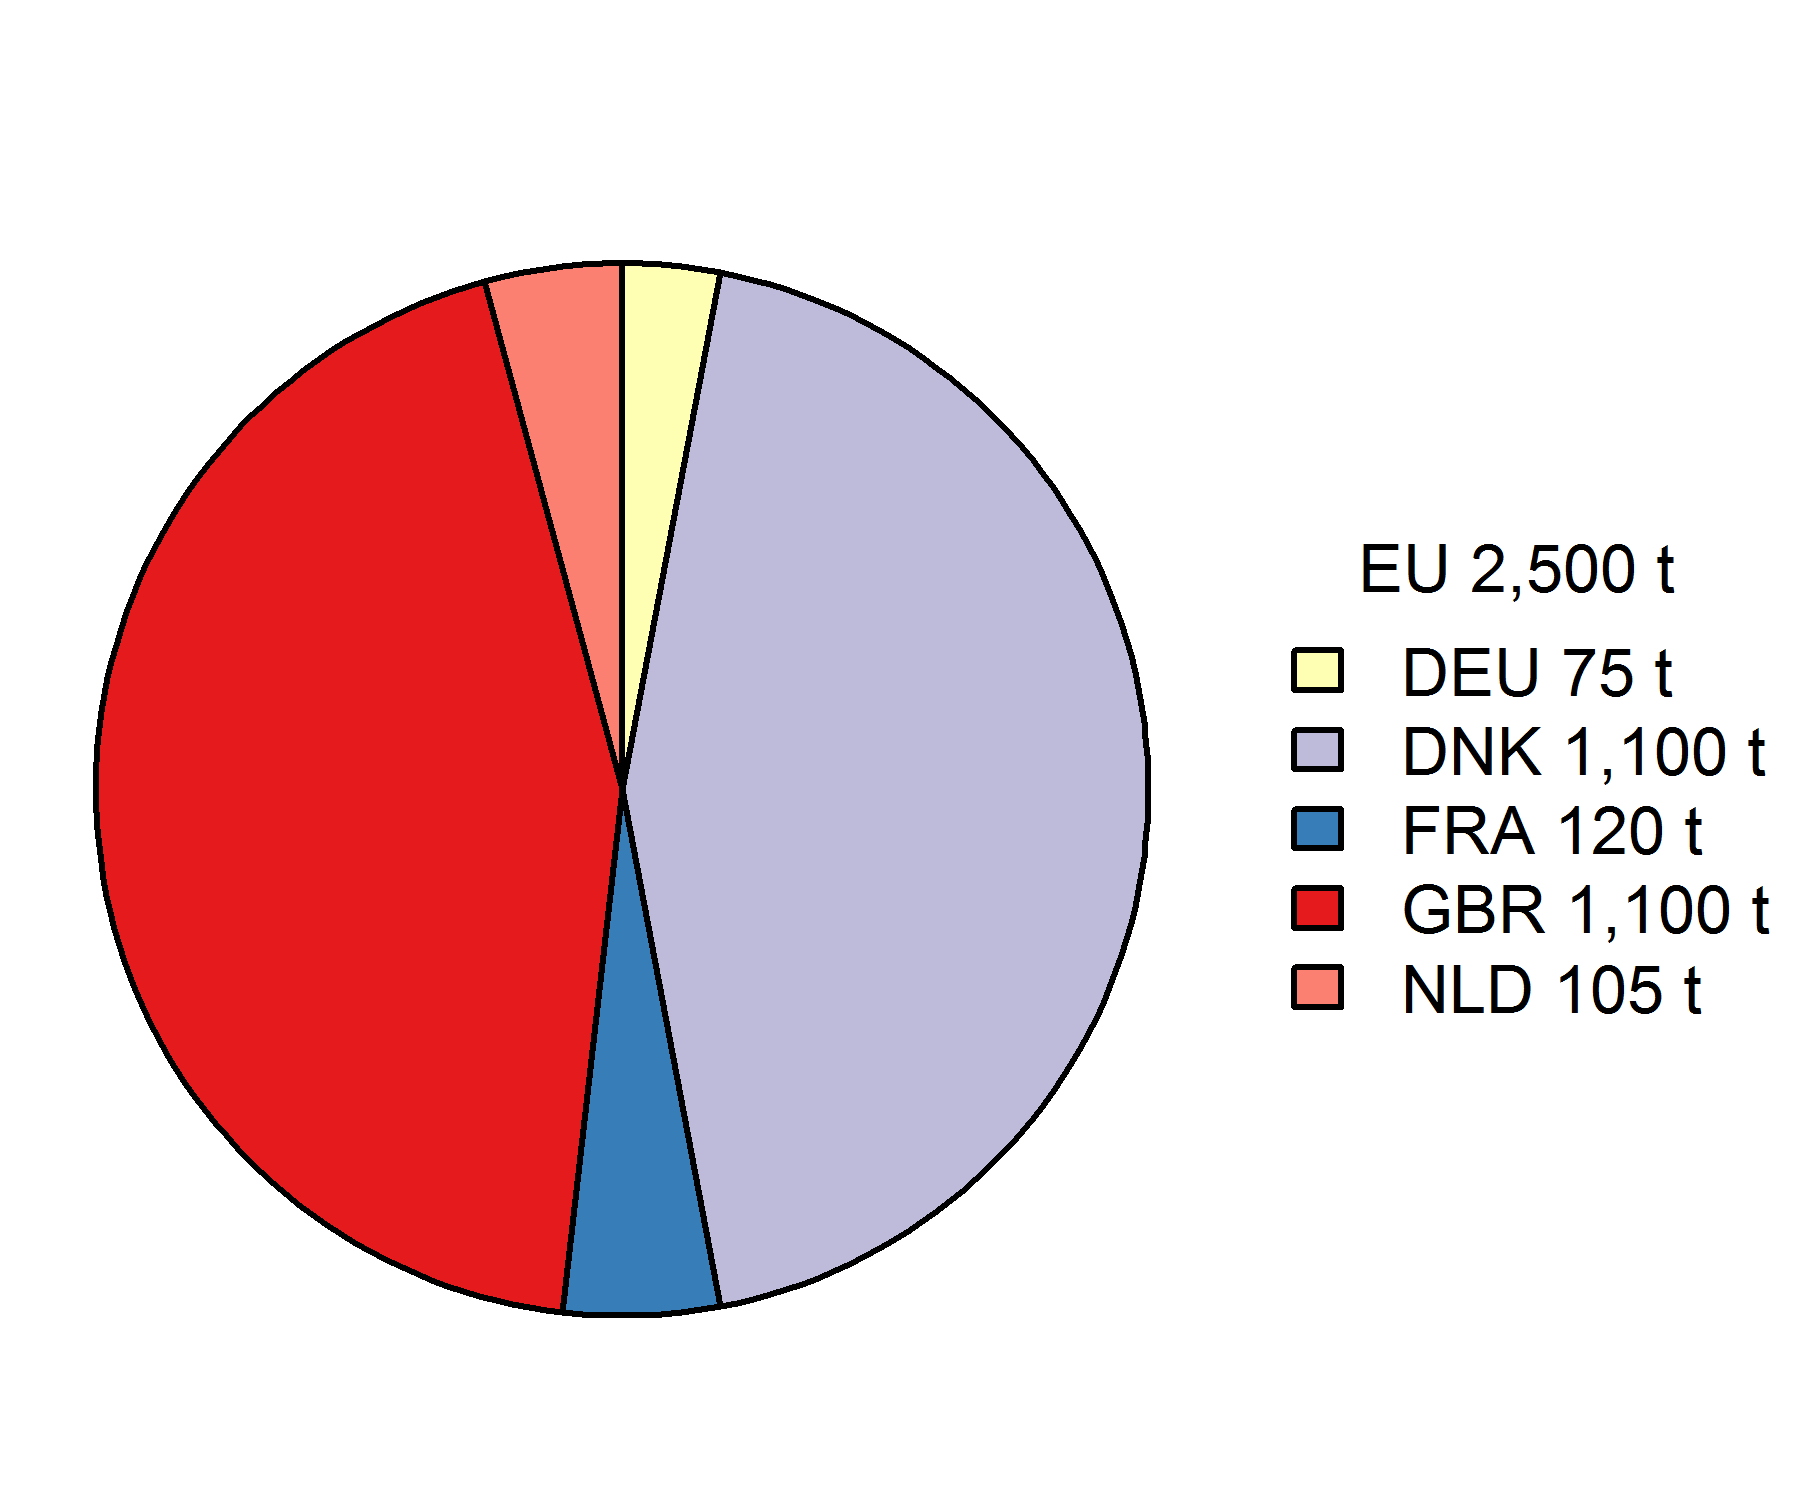 EU 2,500 t
DEU 75 t
DNK 1,100 t
FRA 120 t
GBR 1,100 t
NLD 105 t